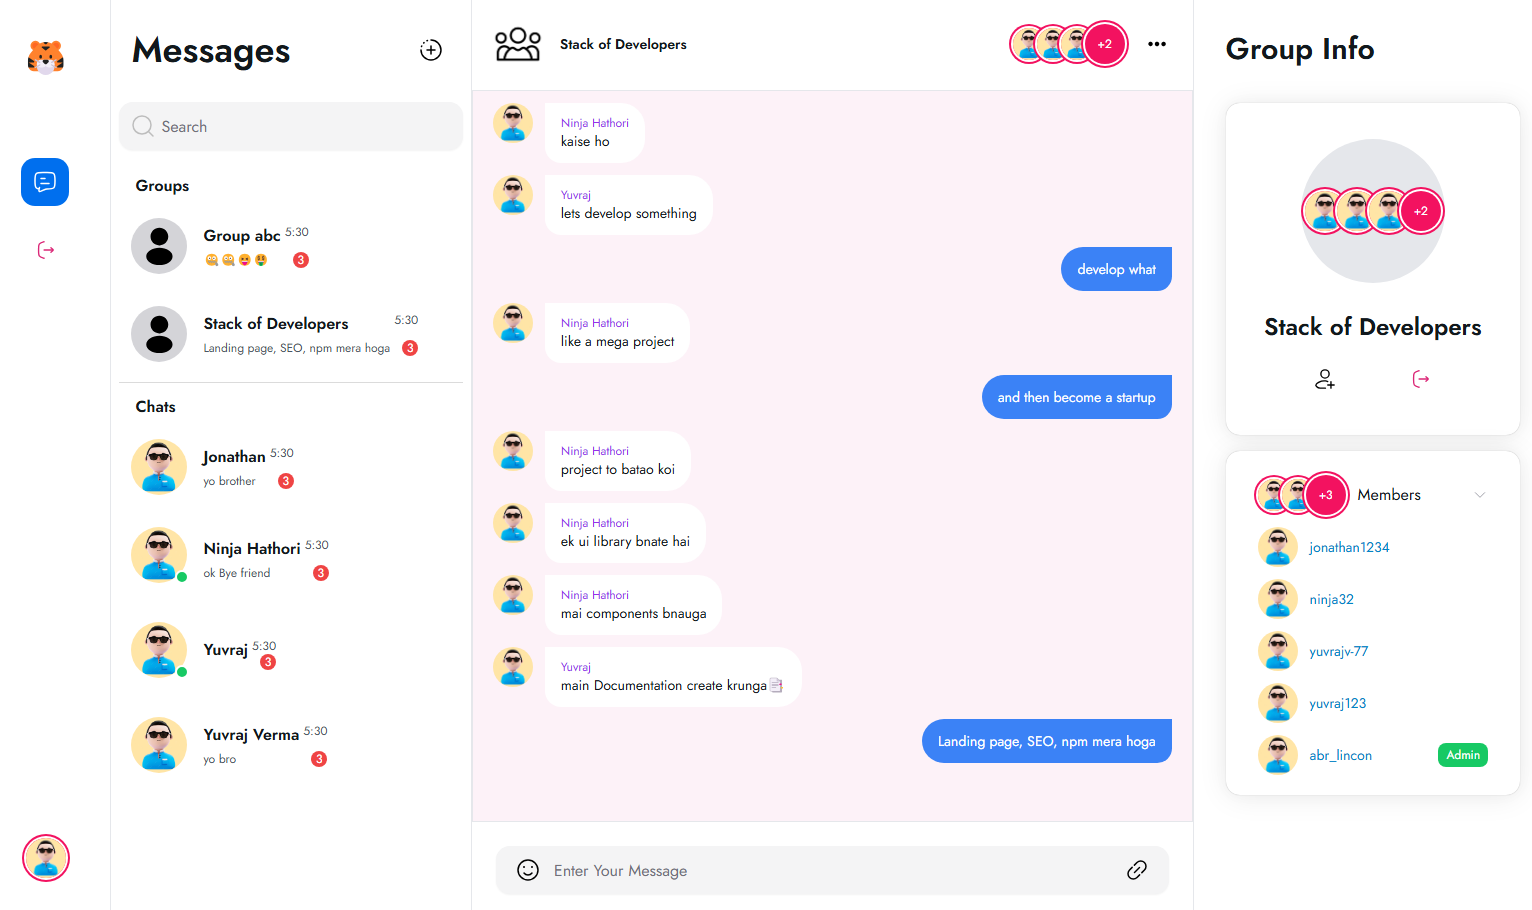 Messages
Search
Groups
Group abc 5:30
3
Stack of Developers 5:30
Landing page, SEO, npm mera hoga 3
Chats
Jonathan 5:30
yo brother 3
Ninja Hathori 5:30
ok Bye friend 3
Yuvraj 5:30
3
Yuvraj Verma 5:30
yo bro 3
Stack of Developers
+2
Ninja Hathori
kaise ho
Yuvraj
lets develop something
develop what
Ninja Hathori
like a mega project
and then become a startup
Ninja Hathori
project to batao koi
Ninja Hathori
ek ui library bnate hai
Ninja Hathori
mai components bnauga
Yuvraj
main Documentation create krunga
Landing page, SEO, npm mera hoga
Enter Your Message
Group Info
+2
Stack of Developers
+3 Members
jonathan1234
ninja32
yuvrajv-77
yuvraj123
abr_lincon Admin